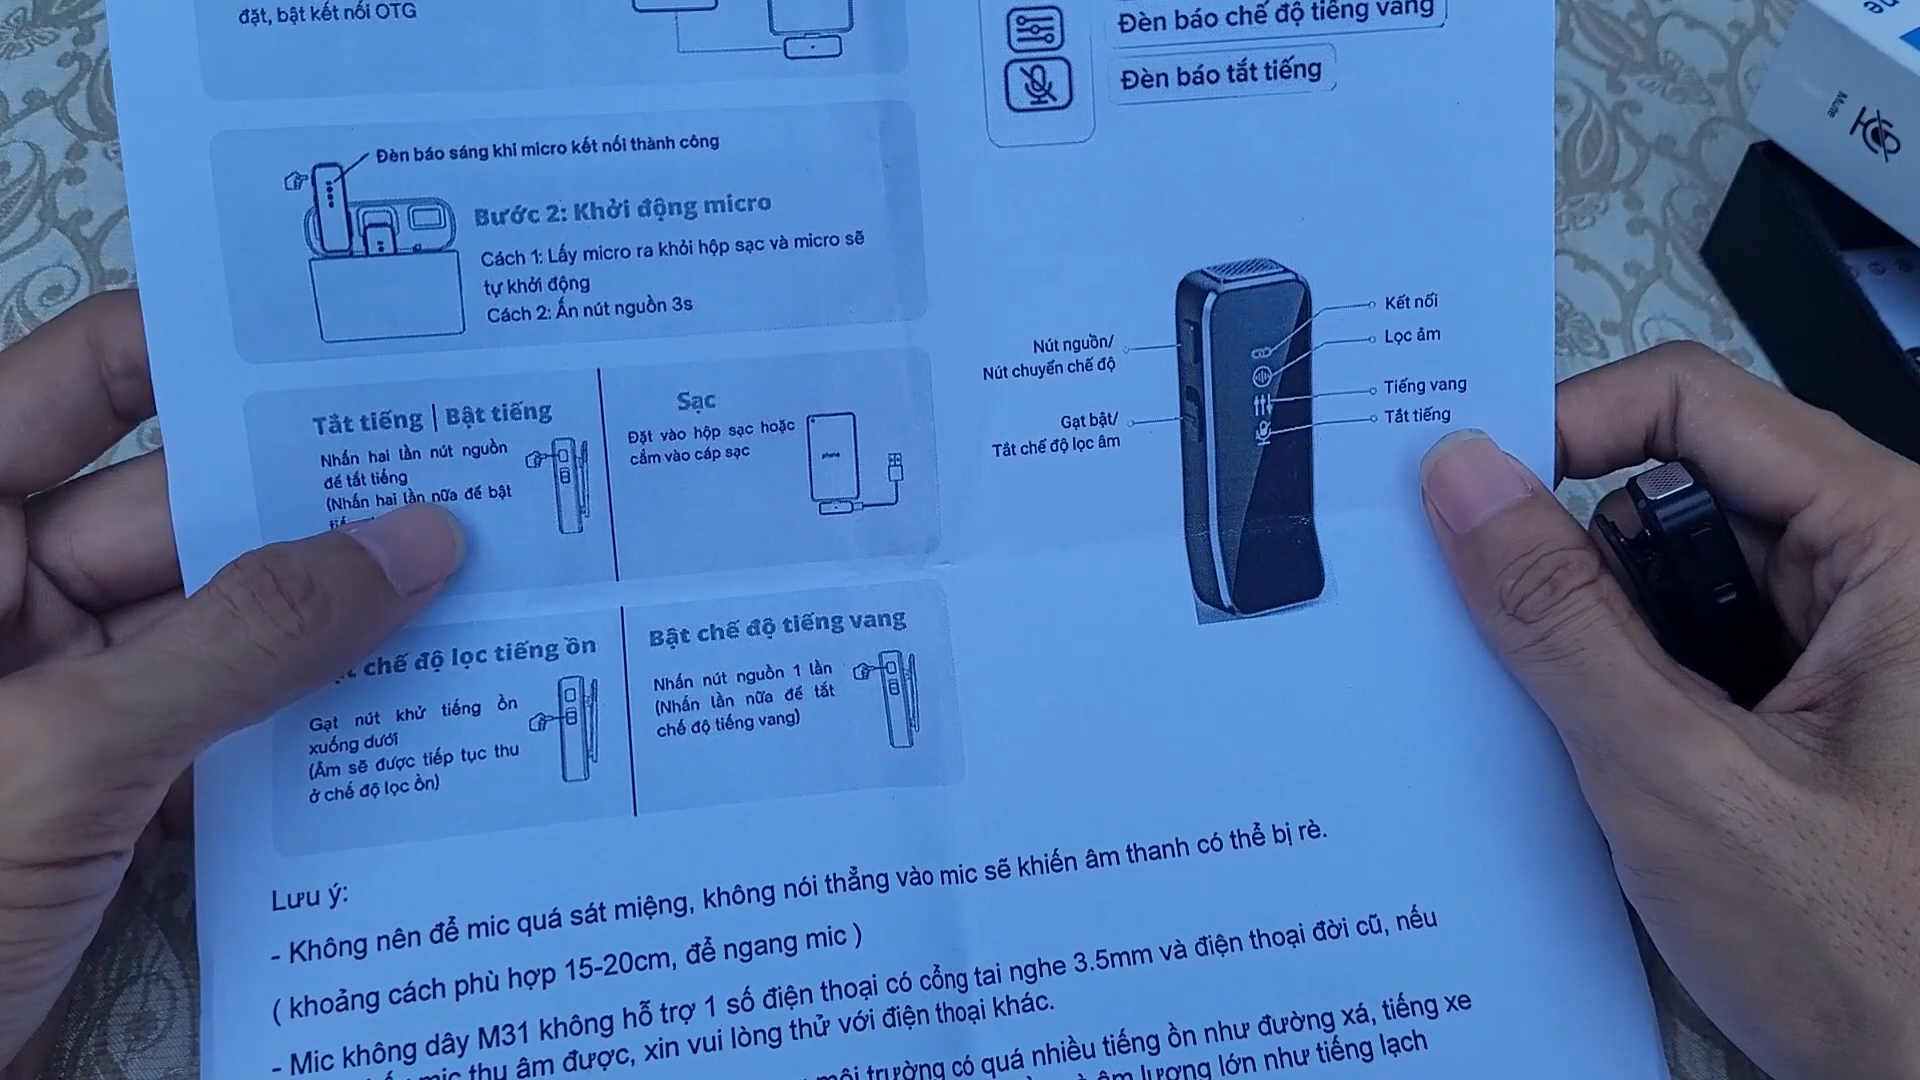 đặt, bật kết nối OTG
Đèn báo sáng khi micro kết nối thành công
Bước 2: Khởi động micro
Cách 1: Lấy micro ra khỏi hộp sạc và micro sẽ
tự khởi động
Cách 2: Ấn nút nguồn 3s
Tắt tiếng | Bật tiếng
Nhấn hai lần nút nguồn
để tắt tiếng
(Nhấn hai lần nữa để bật
Sạc
Đặt vào hộp sạc hoặc
cắm vào cáp sạc
phone
chế độ lọc tiếng ồn
Gạt nút khử tiếng ồn
xuống dưới
(Âm sẽ được tiếp tục thu
ở chế độ lọc ồn)
Bật chế độ tiếng vang
Nhấn nút nguồn 1 lần
(Nhấn lần nữa để tắt
chế độ tiếng vang)
Đèn báo chế độ tiếng vang
Đèn báo tắt tiếng
Nút nguồn/
Nút chuyển chế độ
Gạt bật/
Tắt chế độ lọc âm
Kết nối
Lọc âm
Tiếng vang
Tắt tiếng
Lưu ý:
- Không nên để mic quá sát miệng, không nói thẳng vào mic sẽ khiến âm thanh có thể bị rè.
( khoảng cách phù hợp 15-20cm, để ngang mic )
- Mic không dây M31 không hỗ trợ 1 số điện thoại có cổng tai nghe 3.5mm và điện thoại đời cũ, nếu
mic thu âm được, xin vui lòng thử với điện thoại khác.
môi trường có quá nhiều tiếng ồn như đường xá, tiếng xe
âm lượng lớn như tiếng lạch
Mute